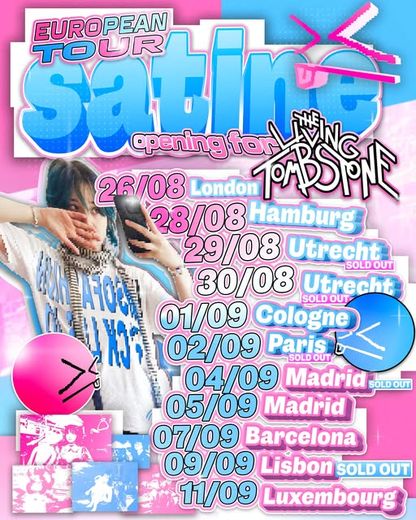 EUROPEAN
TOUR
satine
opening for THE LIVING TOMBSTONE
26/08 London
28/08 Hamburg
29/08 Utrecht
SOLD OUT
30/08 Utrecht
SOLD OUT
01/09 Cologne
02/09 Paris
SOLD OUT
04/09 Madrid SOLD OUT
05/09 Madrid
07/09 Barcelona
09/09 Lisbon SOLD OUT
11/09 Luxembourg